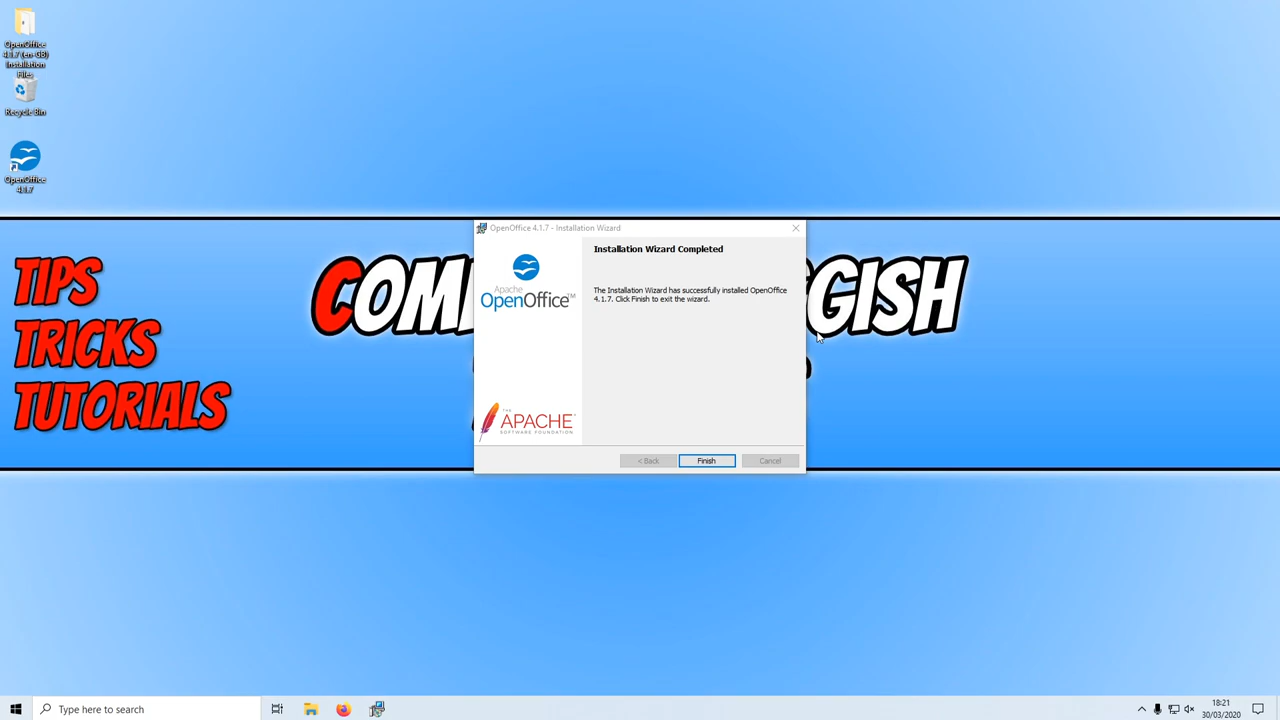 OpenOffice
4.1.7 (en-GB)
Installation
Files
Recycle Bin
OpenOffice
4.1.7
TIPS
TRICKS
TUTORIALS
OpenOffice 4.1.7 - Installation Wizard
Installation Wizard Completed
The Installation Wizard has successfully installed OpenOffice
4.1.7. Click Finish to exit the wizard.
Apache
OpenOffice™
THE
APACHE
SOFTWARE FOUNDATION
< Back
Finish
Cancel
Type here to search
18:21
30/03/2020